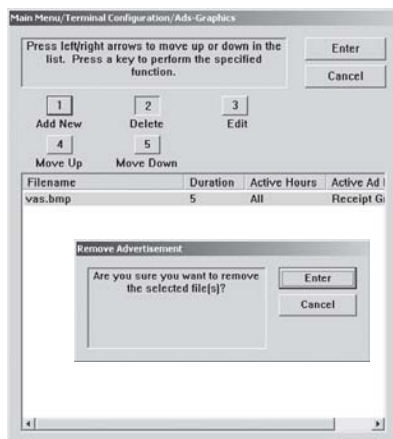 Main Menu/Terminal Configuration/Ads-Graphics
Press left/right arrows to move up or down in the
list. Press a key to perform the specified
function.
Enter
Cancel
1 2 3
Add New Delete Edit
4 5
Move Up Move Down
Filename Duration Active Hours Active Ad
vas.bmp 5 All Receipt G
Remove Advertisement
Are you sure you want to remove
the selected file(s)?
Enter
Cancel